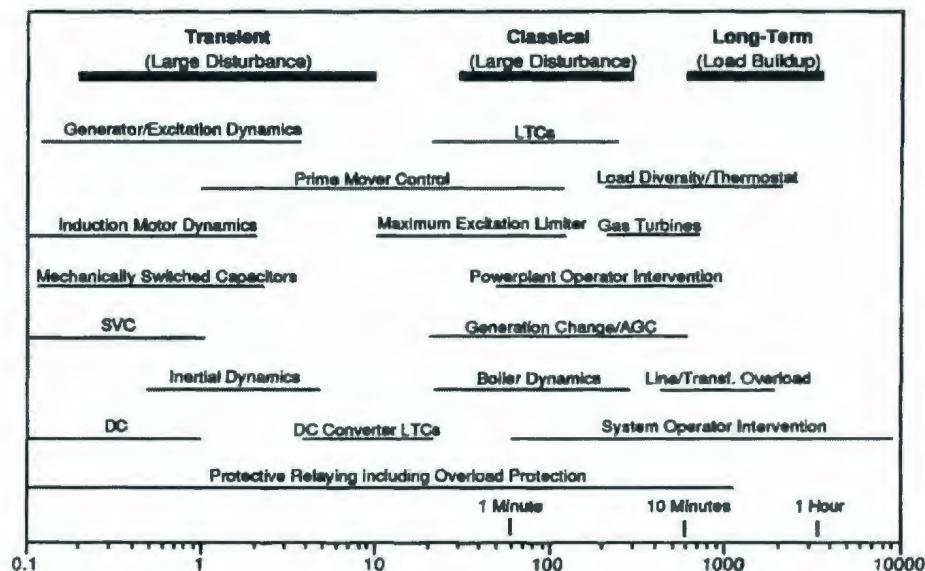 Transient Classical Long-Term
(Large Disturbance) (Large Disturbance) (Load Buildup)
Generator/Excitation Dynamics LTCs
Prime Mover Control Load Diversity/Thermostat
Induction Motor Dynamics Maximum Excitation Limiter Gas Turbines
Mechanically Switched Capacitors Powerplant Operator Intervention
SVC Generation Change/AGC
Inertial Dynamics Boiler Dynamics Line/Transf. Overload
DC DC Converter LTCs System Operator Intervention
Protective Relaying Including Overload Protection
1 Minute 10 Minutes 1 Hour
0.1 1 10 100 1000 10000